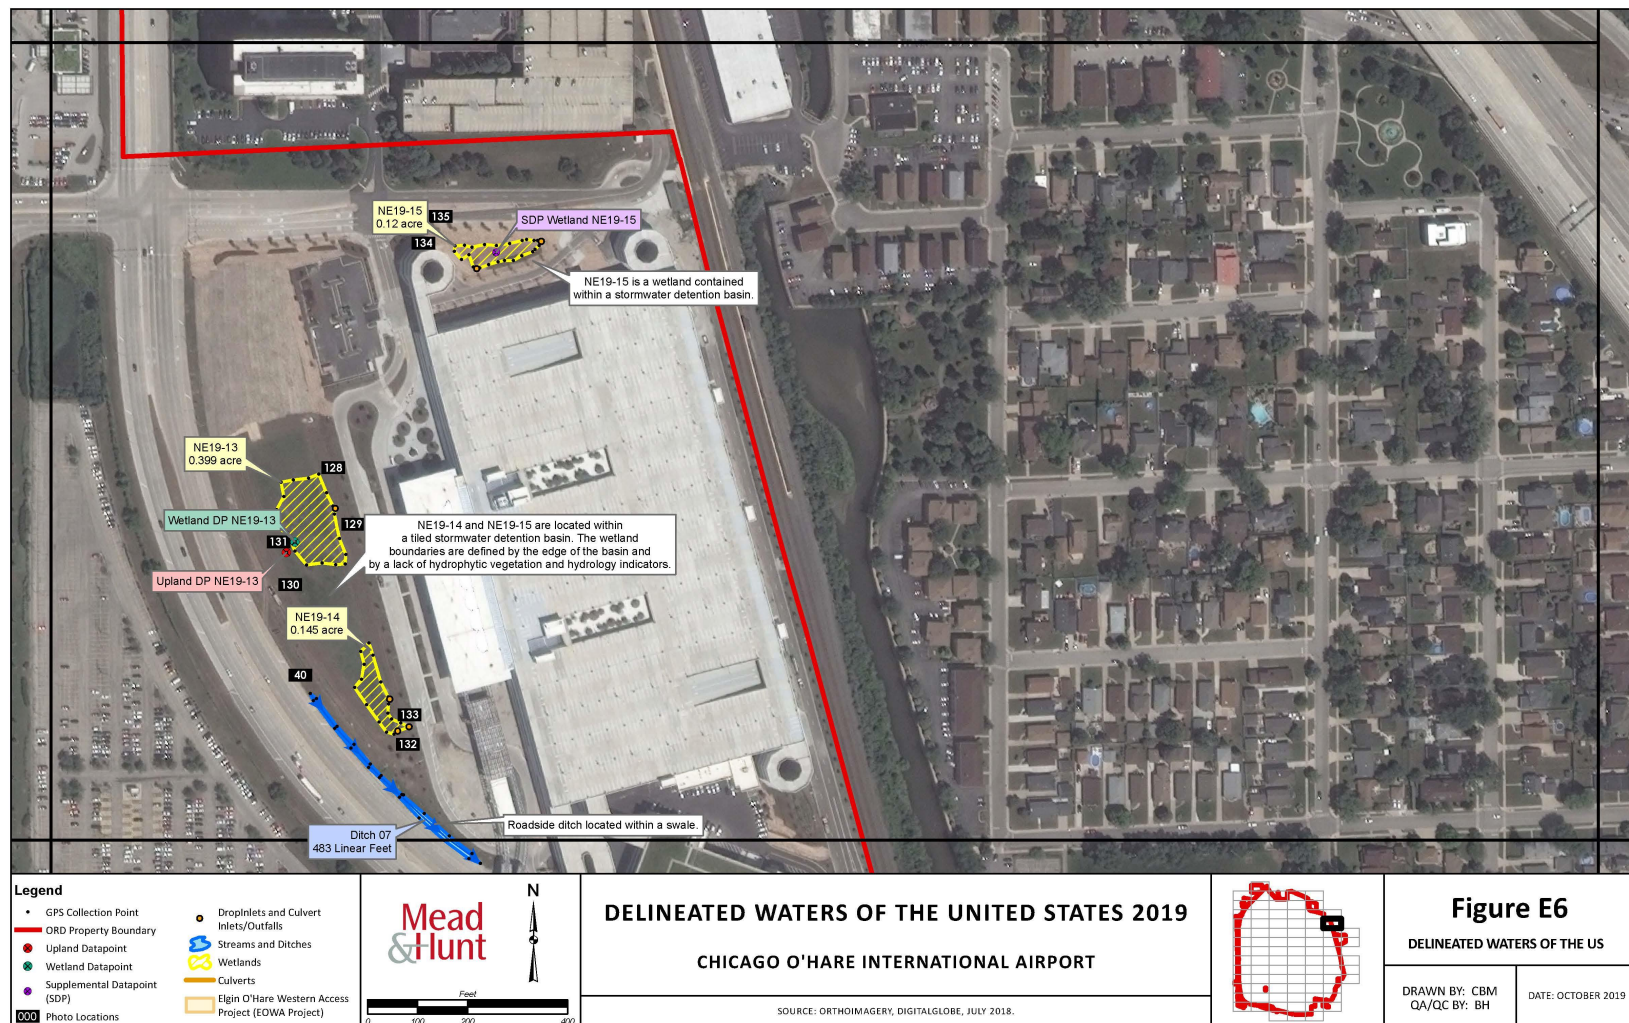 NE19-15
0.12 acre
135
SDP Wetland NE19-15
134
NE19-15 is a wetland contained
within a stormwater detention basin.
NE19-13
0.399 acre
128
Wetland DP NE19-13
129
131
NE19-14 and NE19-15 are located within
a tiled stormwater detention basin. The wetland
boundaries are defined by the edge of the basin and
by a lack of hydrophytic vegetation and hydrology indicators.
Upland DP NE19-13
130
NE19-14
0.145 acre
40
133
132
Roadside ditch located within a swale.
Ditch 07
483 Linear Feet
Legend
GPS Collection Point
ORD Property Boundary
Upland Datapoint
Wetland Datapoint
Supplemental Datapoint
(SDP)
000 Photo Locations
DropInlets and Culvert
Inlets/Outfalls
Streams and Ditches
Wetlands
Culverts
Elgin O'Hare Western Access
Project (EOWA Project)
Mead
&Hunt
N
Feet
0 100 200 400
DELINEATED WATERS OF THE UNITED STATES 2019
CHICAGO O'HARE INTERNATIONAL AIRPORT
SOURCE: ORTHOIMAGERY, DIGITALGLOBE, JULY 2018.
Figure E6
DELINEATED WATERS OF THE US
DRAWN BY: CBM
QA/QC BY: BH
DATE: OCTOBER 2019